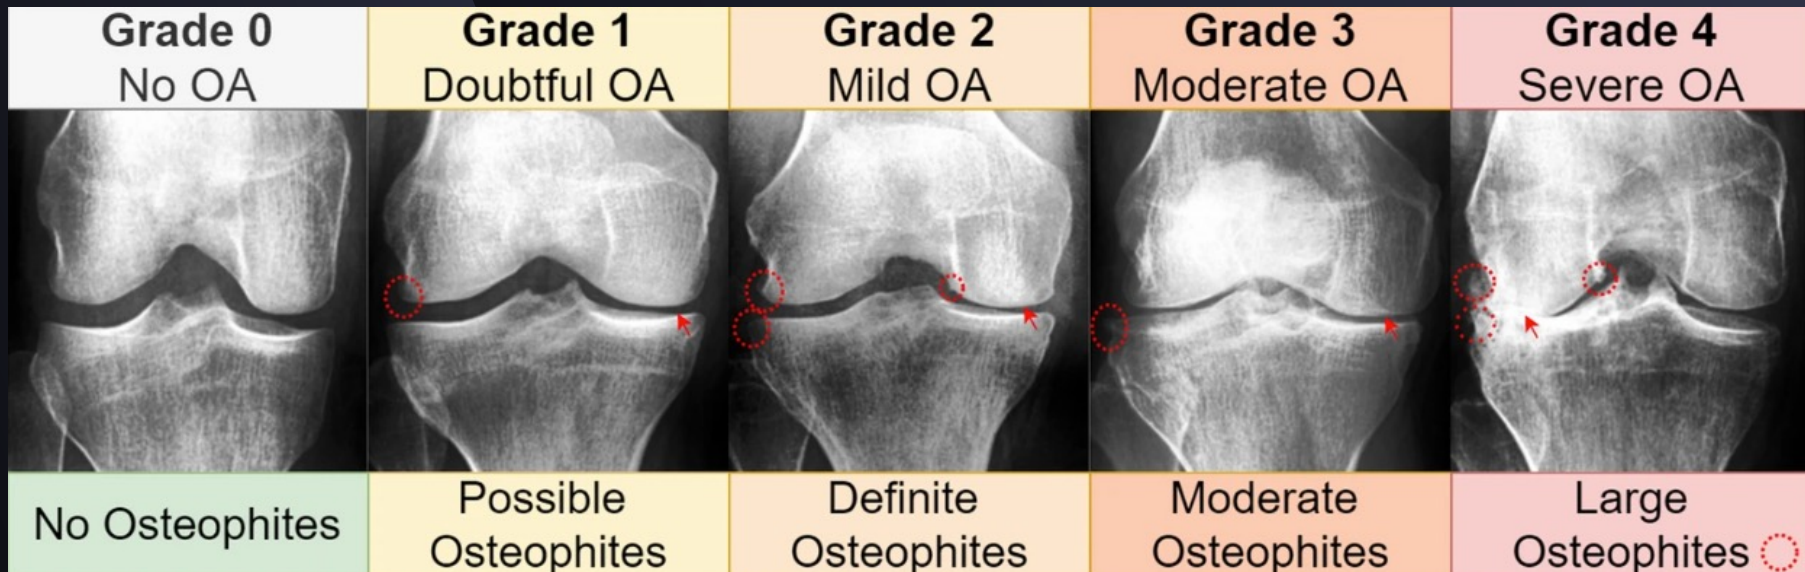 Grade 0
No OA
Grade 1
Doubtful OA
Grade 2
Mild OA
Grade 3
Moderate OA
Grade 4
Severe OA
No Osteophites
Possible
Osteophites
Definite
Osteophites
Moderate
Osteophites
Large
Osteophites